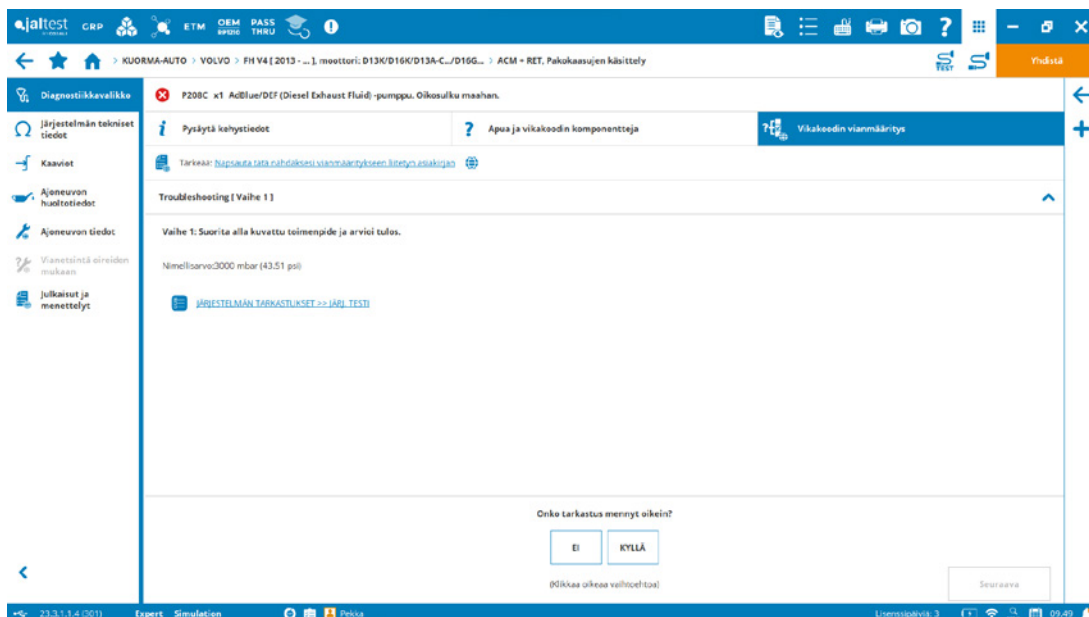 jaltest GRP ETM OEM PASS THRU ?
> KUORMA-AUTO > VOLVO > FH V4 [ 2013 - ... ], moottori: D13K/D16K/D13A-C.../D16G... > ACM + RET, Pakokaasujen käsittely TEST Yhdistä
Diagnostiikkavalikko
P208C x1 AdBlue/DEF (Diesel Exhaust Fluid) -pumppu. Oikosulku maahan.
Järjestelmän tekniset tiedot
Pysäytä kehystiedot
? Apua ja vikakoodin komponentteja
Vikakoodin vianmääritys
Kaaviot
Tärkeää: Napsauta tätä nähdäksesi vianmääritykseen liitetyn asiakirjan
Ajoneuvon huoltotiedot
Troubleshooting [ Vaihe 1 ]
Ajoneuvon tiedot
Vaihe 1: Suorita alla kuvattu toimenpide ja arvioi tulos.
Vianetsintä oireiden mukaan
Nimellisarvo:3000 mbar (43.51 psi)
Julkaisut ja menettelyt
JÄRJESTELMÄN TARKASTUKSET >> JÄRJ. TESTI
Onko tarkastus mennyt oikein?
EI KYLLÄ
(Klikkaa oikeaa vaihtoehtoa)
Seuraava
23.3.1.1.4 (301) Expert Simulation Pekka Lisenssipäiviä: 3 09.49